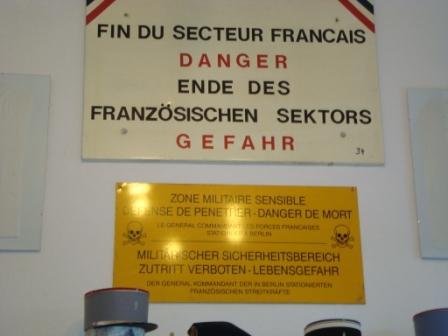 FIN DU SECTEUR FRANCAIS
DANGER
ENDE DES
FRANZÖSISCHEN SEKTORS
GEFAHR
34
ZONE MILITAIRE SENSIBLE
DEFENSE DE PENETRER - DANGER DE MORT
LE GENERAL COMMANDANT LES FORCES FRANCAISES
STATIONNEES A BERLIN
MILITÄRISCHER SICHERHEITSBEREICH
ZUTRITT VERBOTEN - LEBENSGEFAHR
DER GENERAL KOMMANDANT DER IN BERLIN STATIONIERTEN
FRANZÖSISCHEN STREITKRÄFTE